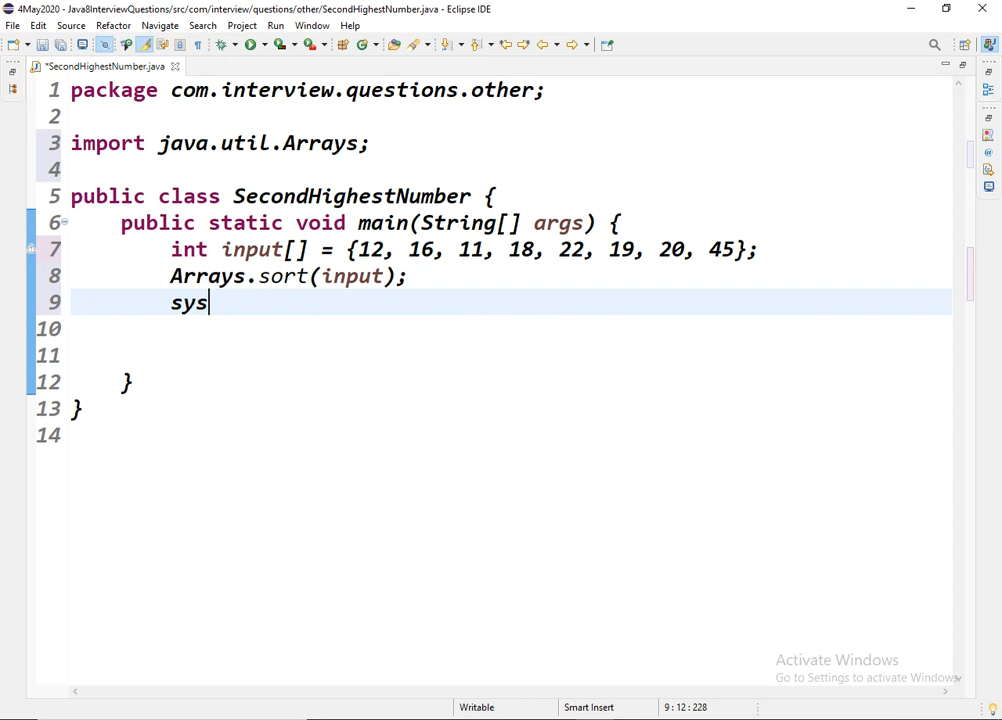 4May2020 - Java8InterviewQuestions/src/com/interview/questions/other/SecondHighestNumber.java - Eclipse IDE
File Edit Source Refactor Navigate Search Project Run Window Help
*SecondHighestNumber.java
1 package com.interview.questions.other;
2
3 import java.util.Arrays;
4
5 public class SecondHighestNumber {
6 public static void main(String[] args) {
7 int input[] = {12, 16, 11, 18, 22, 19, 20, 45};
8 Arrays.sort(input);
9 sys
10
11
12 }
13 }
14
Activate Windows
Go to Settings to activate Windows.
Writable Smart Insert 9 : 12 : 228